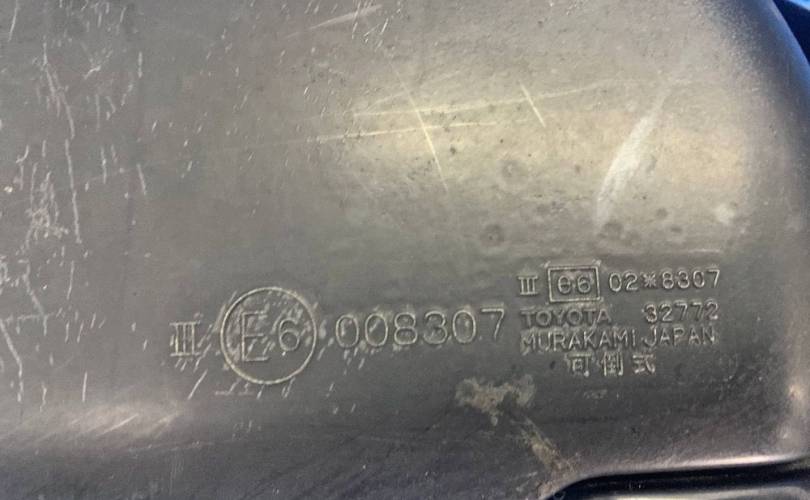 III E6 008307
III e6 02*8307
TOYOTA 32772
MURAKAMI JAPAN
可倒式